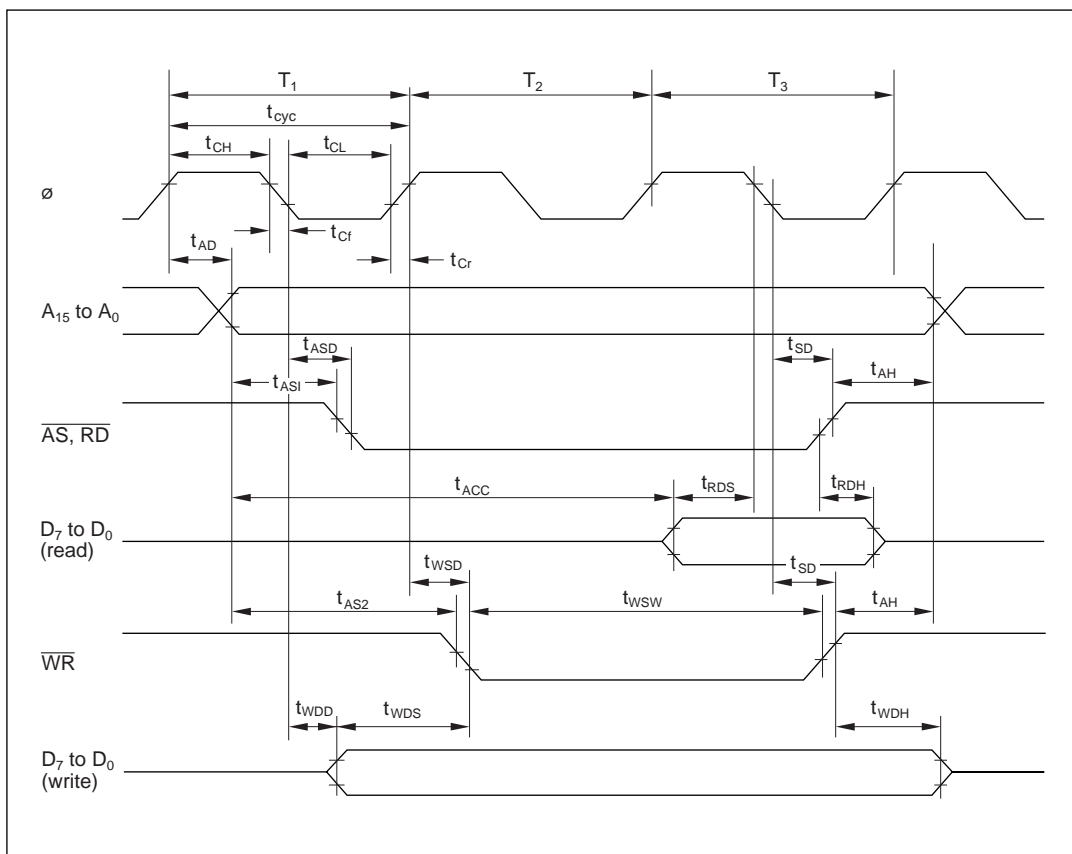 T₁ T₂ T₃
tcyc
tCH tCL
ø
tCf
tAD
tCr
A₁₅ to A₀
tASD tSD
tASI tAH
AS, RD
tACC tRDS tRDH
D₇ to D₀
(read)
tWSD tSD
tAS2 tWSW tAH
WR
tWDD tWDS tWDH
D₇ to D₀
(write)